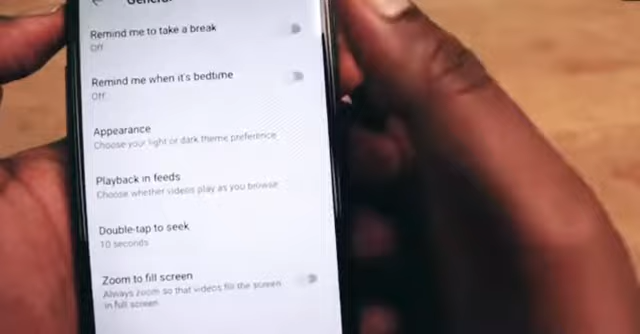 General
Remind me to take a break
Off
Remind me when it's bedtime
Off
Appearance
Choose your light or dark theme preference
Playback in feeds
Choose whether videos play as you browse
Double-tap to seek
10 seconds
Zoom to fill screen
Always zoom so that videos fill the screen
in full screen